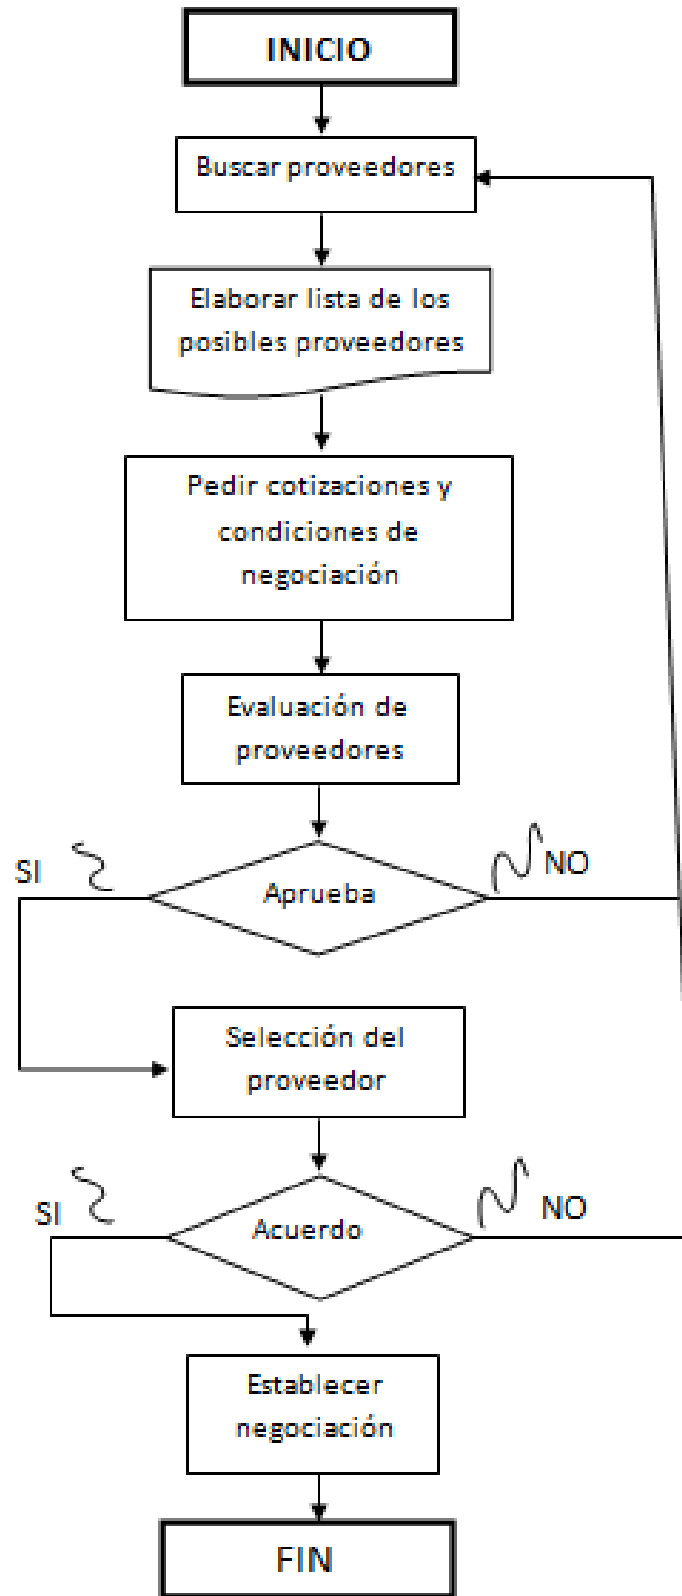 INICIO
Buscar proveedores
Elaborar lista de los
posibles proveedores
Pedir cotizaciones y
condiciones de
negociación
Evaluación de
proveedores
SI
NO
Aprueba
Selección del
proveedor
SI
NO
Acuerdo
Establecer
negociación
FIN